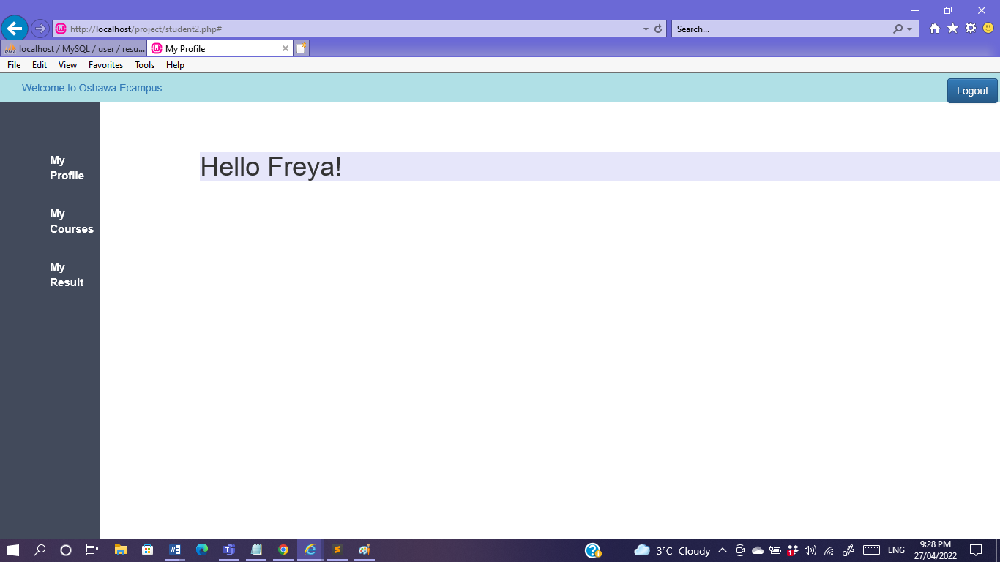 http://localhost/project/student2.php#
Search...
localhost / MySQL / user / resu...
My Profile
File Edit View Favorites Tools Help
Welcome to Oshawa Ecampus
Logout
My
Profile
My
Courses
My
Result
Hello Freya!
3°C Cloudy
ENG
9:28 PM
27/04/2022